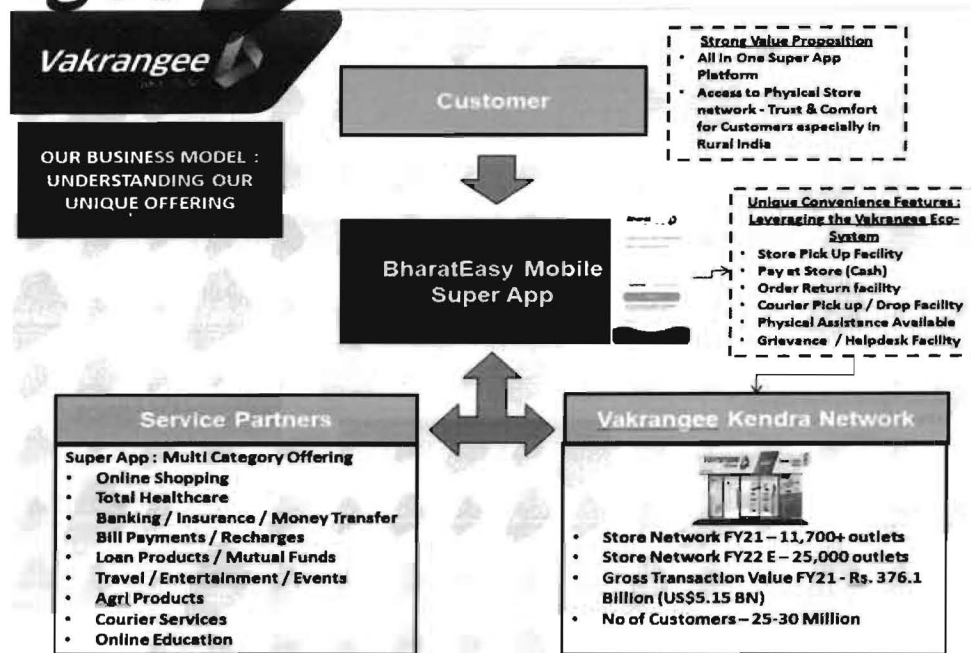 Vakrangee
OUR BUSINESS MODEL :
UNDERSTANDING OUR
UNIQUE OFFERING
Customer
Strong Value Proposition
• All In One Super App
Platform
• Access to Physical Store
network - Trust & Comfort
for Customers especially in
Rural India
BharatEasy Mobile
Super App
Unique Convenience Features :
Leveraging the Vakrangee Eco-
System
• Store Pick Up Facility
• Pay at Store (Cash)
• Order Return facility
• Courier Pick up / Drop Facility
• Physical Assistance Available
• Grievance / Helpdesk Facility
Service Partners
Super App : Multi Category Offering
• Online Shopping
• Total Healthcare
• Banking / Insurance / Money Transfer
• Bill Payments / Recharges
• Loan Products / Mutual Funds
• Travel / Entertainment / Events
• Agri Products
• Courier Services
• Online Education
Vakrangee Kendra Network
• Store Network FY21 – 11,700+ outlets
• Store Network FY22 E – 25,000 outlets
• Gross Transaction Value FY21 - Rs. 376.1
Billion (US$5.15 BN)
• No of Customers – 25-30 Million